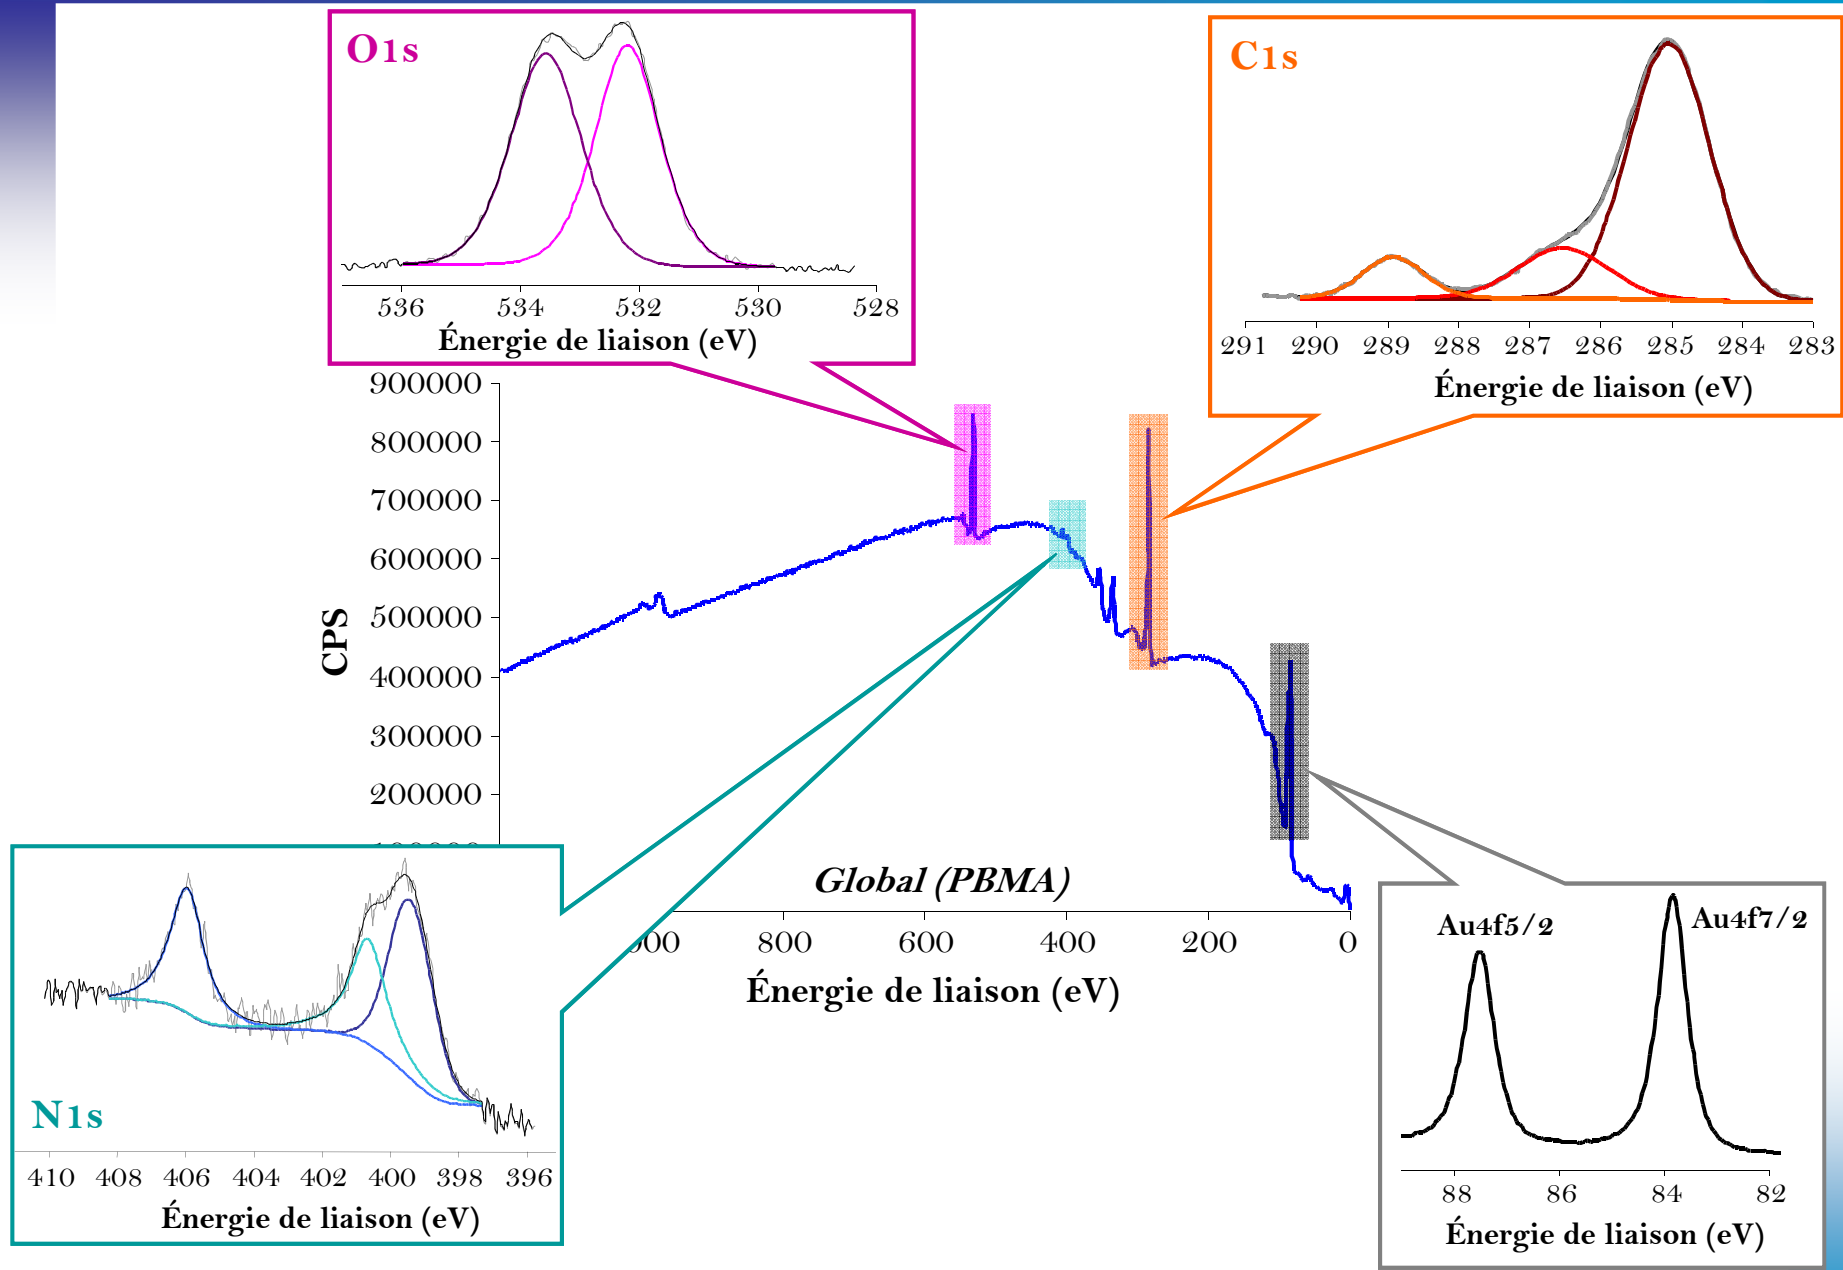 O1s
536 534 532 530 528
Énergie de liaison (eV)
C1s
291 290 289 288 287 286 285 284 283
Énergie de liaison (eV)
900000
800000
700000
600000
500000
400000
300000
200000
CPS
Global (PBMA)
800 600 400 200 0
Énergie de liaison (eV)
N1s
410 408 406 404 402 400 398 396
Énergie de liaison (eV)
Au4f5/2
Au4f7/2
88 86 84 82
Énergie de liaison (eV)